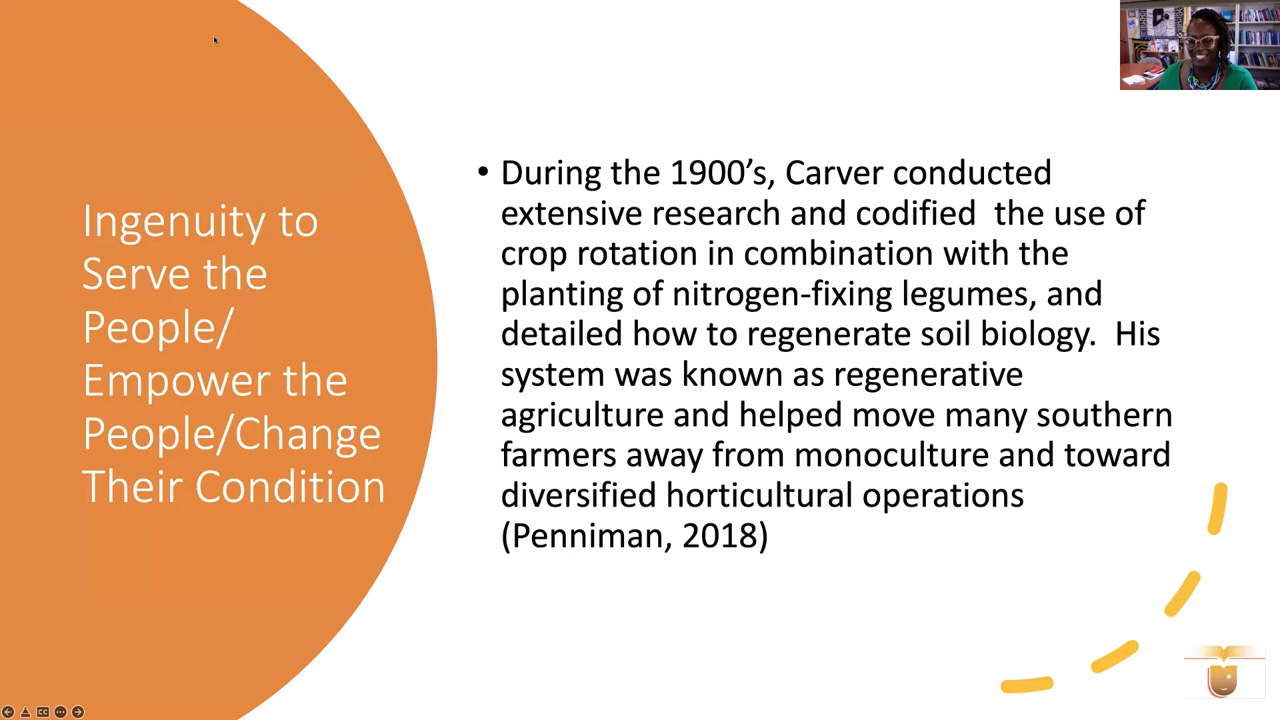 Ingenuity to
Serve the
People/
Empower the
People/Change
Their Condition
• During the 1900’s, Carver conducted
extensive research and codified  the use of
crop rotation in combination with the
planting of nitrogen-fixing legumes, and
detailed how to regenerate soil biology.  His
system was known as regenerative
agriculture and helped move many southern
farmers away from monoculture and toward
diversified horticultural operations
(Penniman, 2018)
CC